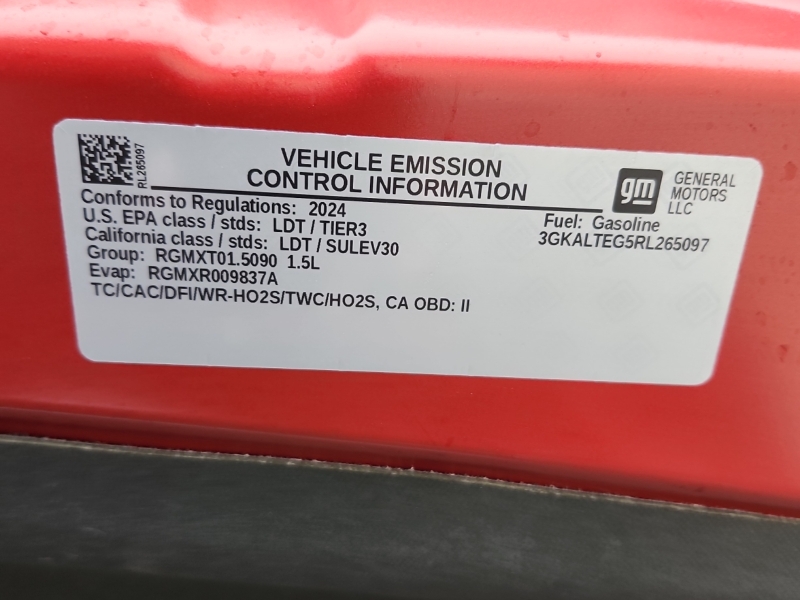 RL265097
VEHICLE EMISSION
CONTROL INFORMATION
gm
GENERAL
MOTORS
LLC
Conforms to Regulations: 2024
U.S. EPA class / stds: LDT / TIER3
California class / stds: LDT / SULEV30
Group: RGMXT01.5090 1.5L
Evap: RGMXR009837A
TC/CAC/DFI/WR-HO2S/TWC/HO2S, CA OBD: II
Fuel: Gasoline
3GKALTEG5RL265097